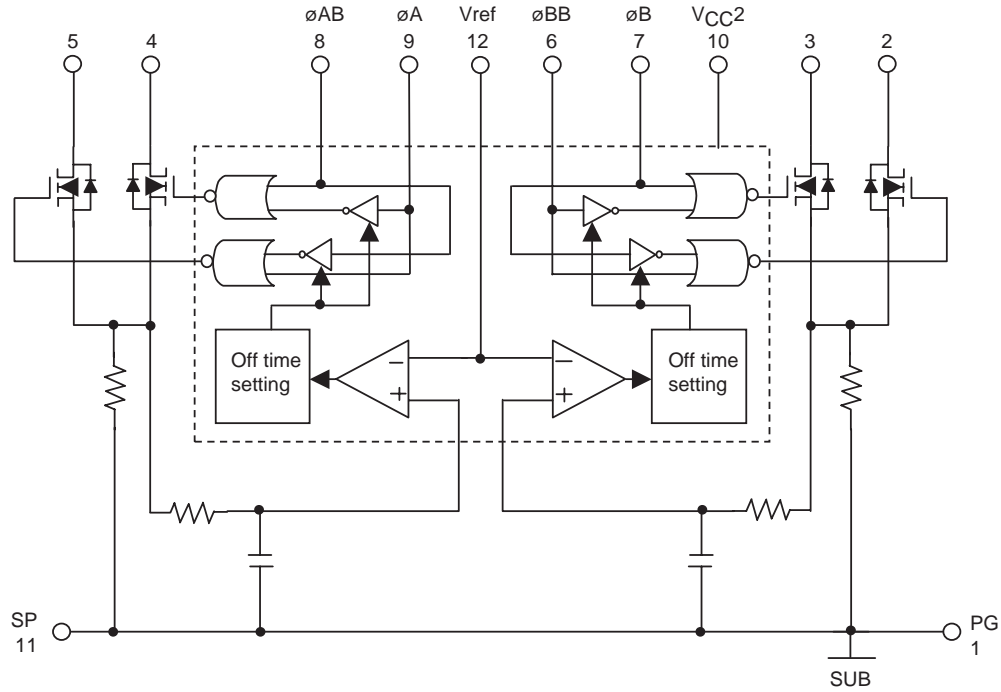 øAB øA Vref øBB øB VCC2
5 4 8 9 12 6 7 10 3 2
Off time
setting
Off time
setting
− −
+ +
SP
11
PG
1
SUB